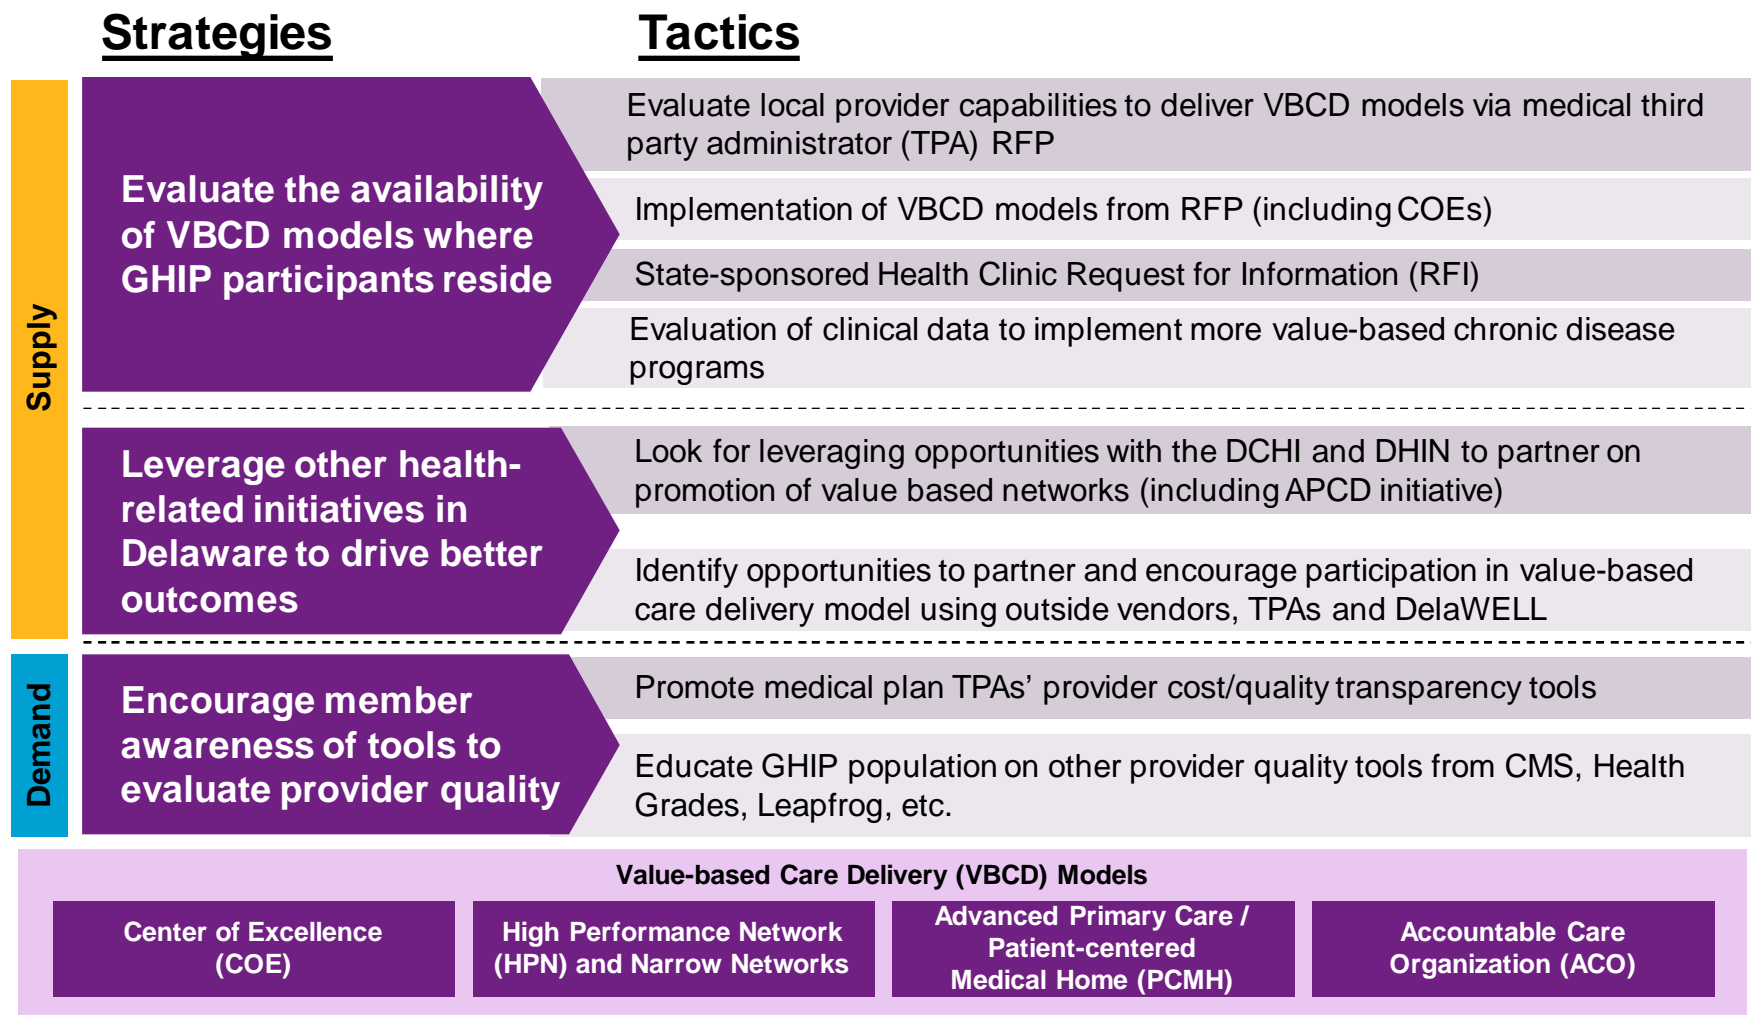 Strategies
Tactics
Supply
Evaluate the availability
of VBCD models where
GHIP participants reside
Evaluate local provider capabilities to deliver VBCD models via medical third
party administrator (TPA) RFP
Implementation of VBCD models from RFP (including COEs)
State-sponsored Health Clinic Request for Information (RFI)
Evaluation of clinical data to implement more value-based chronic disease
programs
Leverage other health-
related initiatives in
Delaware to drive better
outcomes
Look for leveraging opportunities with the DCHI and DHIN to partner on
promotion of value based networks (including APCD initiative)
Identify opportunities to partner and encourage participation in value-based
care delivery model using outside vendors, TPAs and DelaWELL
Demand
Encourage member
awareness of tools to
evaluate provider quality
Promote medical plan TPAs’ provider cost/quality transparency tools
Educate GHIP population on other provider quality tools from CMS, Health
Grades, Leapfrog, etc.
Value-based Care Delivery (VBCD) Models
Center of Excellence
(COE)
High Performance Network
(HPN) and Narrow Networks
Advanced Primary Care /
Patient-centered
Medical Home (PCMH)
Accountable Care
Organization (ACO)